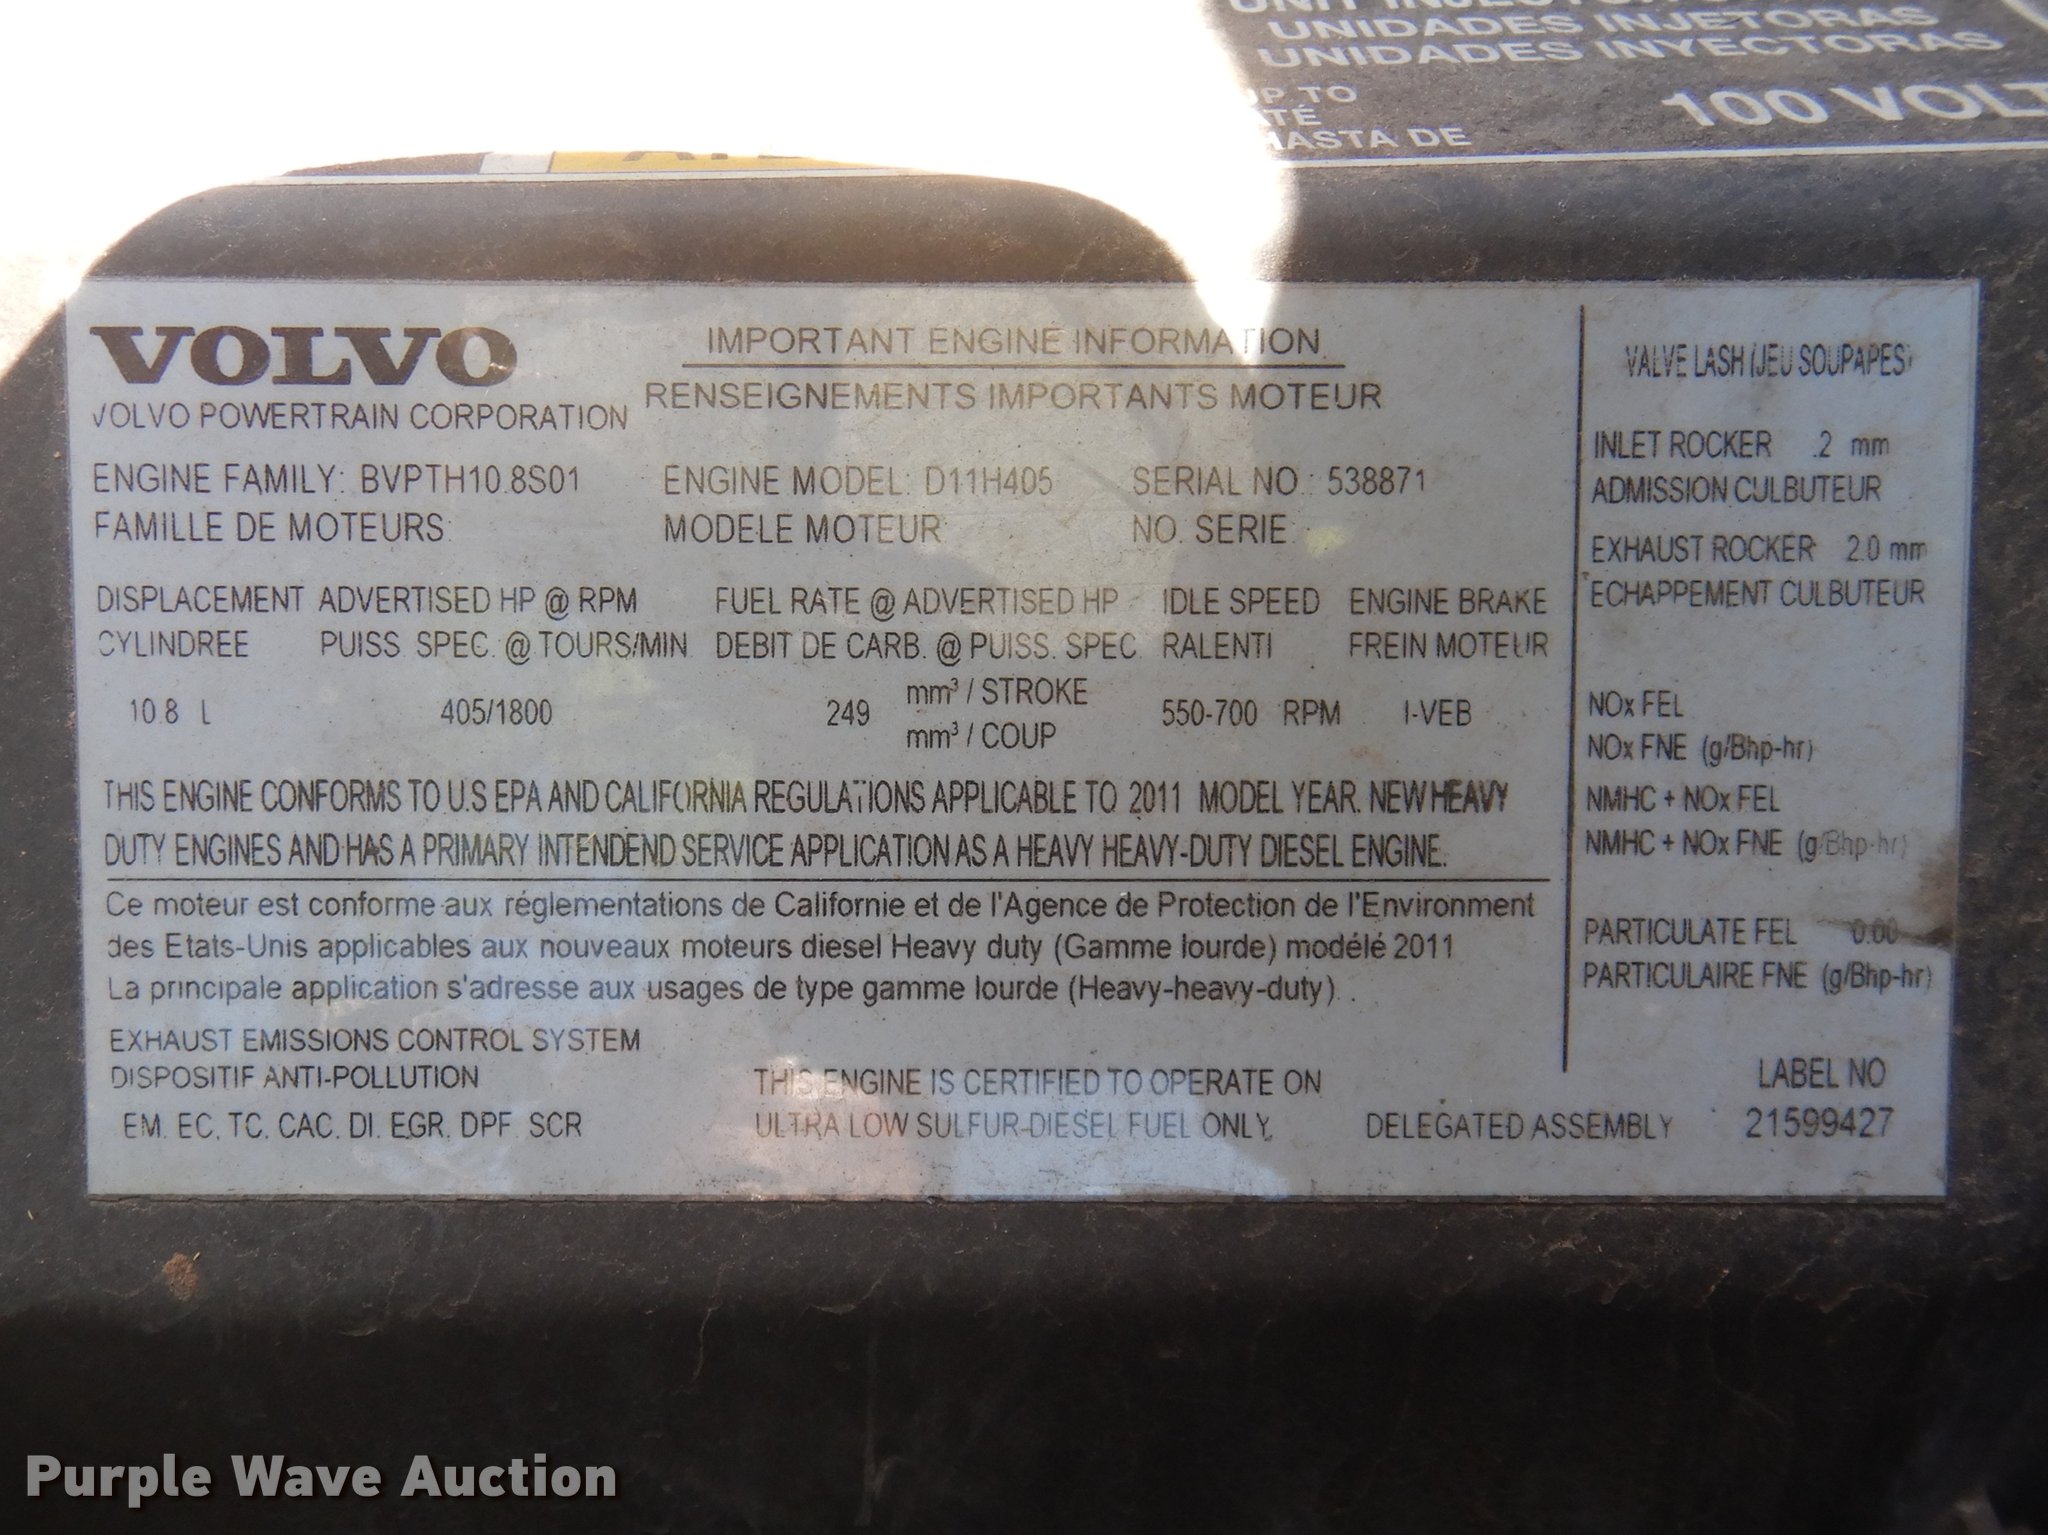 UNIDADES INJETORAS
UNIDADES INYECTORAS
TO
100
DE
VOLVO
VOLVO POWERTRAIN CORPORATION
IMPORTANT ENGINE INFORMATION
RENSEIGNEMENTS IMPORTANTS MOTEUR
ENGINE FAMILY: BVPTH10.8S01 ENGINE MODEL: D11H405 SERIAL NO.: 538871
FAMILLE DE MOTEURS: MODELE MOTEUR NO. SERIE:
DISPLACEMENT ADVERTISED HP @ RPM FUEL RATE @ ADVERTISED HP IDLE SPEED ENGINE BRAKE
CYLINDREE PUISS. SPEC. @ TOURS/MIN. DEBIT DE CARB. @ PUISS. SPEC. RALENTI FREIN MOTEUR
10.8 L 405/1800 249 mm³ / STROKE 550-700 RPM I-VEB
mm³ / COUP
THIS ENGINE CONFORMS TO U.S EPA AND CALIFORNIA REGULATIONS APPLICABLE TO 2011 MODEL YEAR. NEW HEAVY
DUTY ENGINES AND HAS A PRIMARY INTENDEND SERVICE APPLICATION AS A HEAVY HEAVY-DUTY DIESEL ENGINE.
Ce moteur est conforme aux réglementations de Californie et de l'Agence de Protection de l'Environment
des Etats-Unis applicables aux nouveaux moteurs diesel Heavy duty (Gamme lourde) modélé 2011
La principale application s'adresse aux usages de type gamme lourde (Heavy-heavy-duty) .
EXHAUST EMISSIONS CONTROL SYSTEM
DISPOSITIF ANTI-POLLUTION
EM. EC, TC, CAC, DI, EGR, DPF, SCR
THIS ENGINE IS CERTIFIED TO OPERATE ON
ULTRA LOW SULFUR-DIESEL FUEL ONLY.
DELEGATED ASSEMBLY
VALVE LASH (JEU SOUPAPES)
INLET ROCKER .2 mm
ADMISSION CULBUTEUR
EXHAUST ROCKER 2.0 mm
ECHAPPEMENT CULBUTEUR
NOx FEL
NOx FNE (g/Bhp-hr)
NMHC + NOx FEL
NMHC + NOx FNE (g/Bhp-hr)
PARTICULATE FEL 0.00
PARTICULAIRE FNE (g/Bhp-hr)
LABEL NO
21599427
Purple Wave Auction